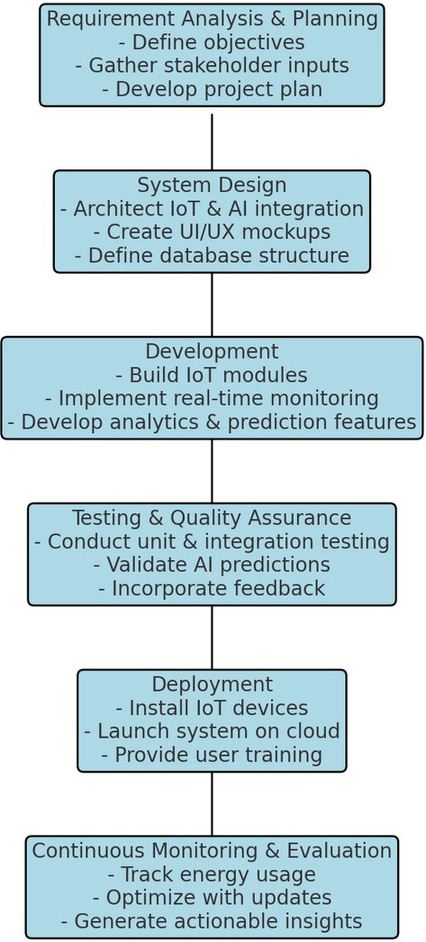 Requirement Analysis & Planning
- Define objectives
- Gather stakeholder inputs
- Develop project plan
System Design
- Architect IoT & AI integration
- Create UI/UX mockups
- Define database structure
Development
- Build IoT modules
- Implement real-time monitoring
- Develop analytics & prediction features
Testing & Quality Assurance
- Conduct unit & integration testing
- Validate AI predictions
- Incorporate feedback
Deployment
- Install IoT devices
- Launch system on cloud
- Provide user training
Continuous Monitoring & Evaluation
- Track energy usage
- Optimize with updates
- Generate actionable insights